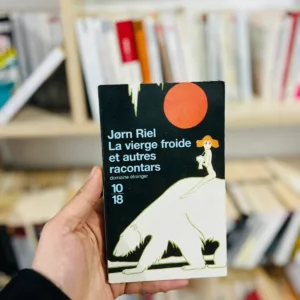 Jørn Riel
La vierge froide
et autres
racontars
domaine étranger
10
18